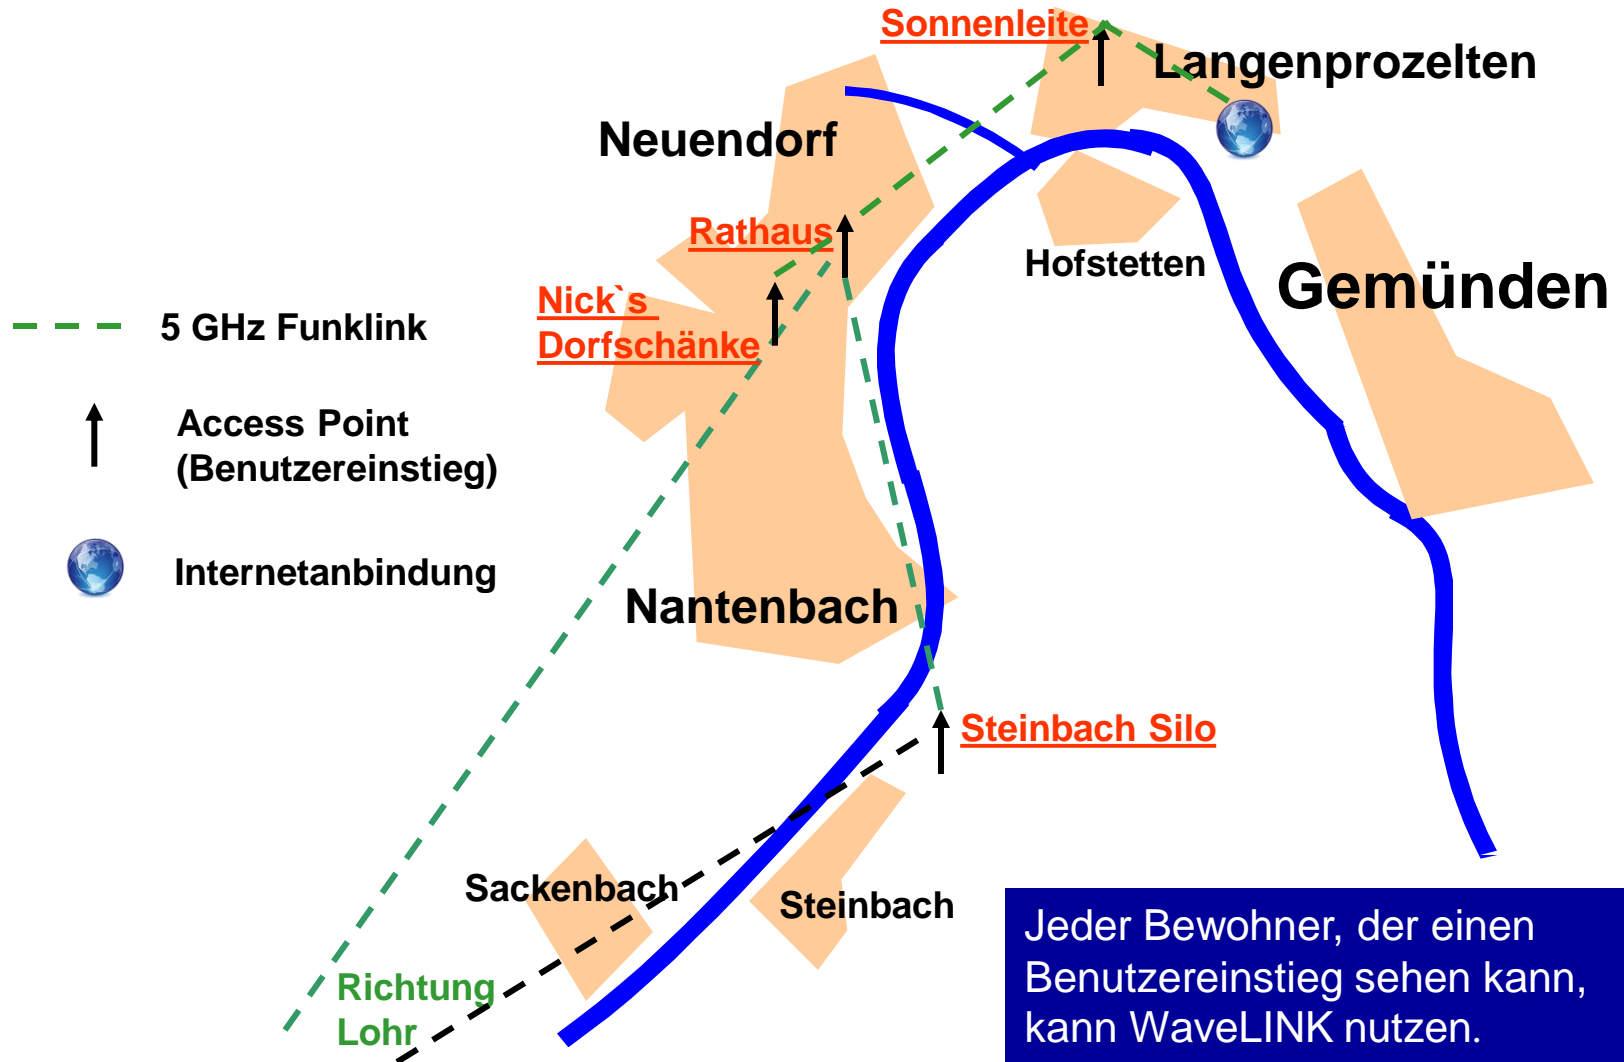 Sonnenleite
Langenprozelten
Neuendorf
Rathaus
Hofstetten
Gemünden
Nick`s
Dorfschänke
5 GHz Funklink
Access Point
(Benutzereinstieg)
Internetanbindung
Nantenbach
Steinbach Silo
Sackenbach
Steinbach
Richtung
Lohr
Jeder Bewohner, der einen
Benutzereinstieg sehen kann,
kann WaveLINK nutzen.